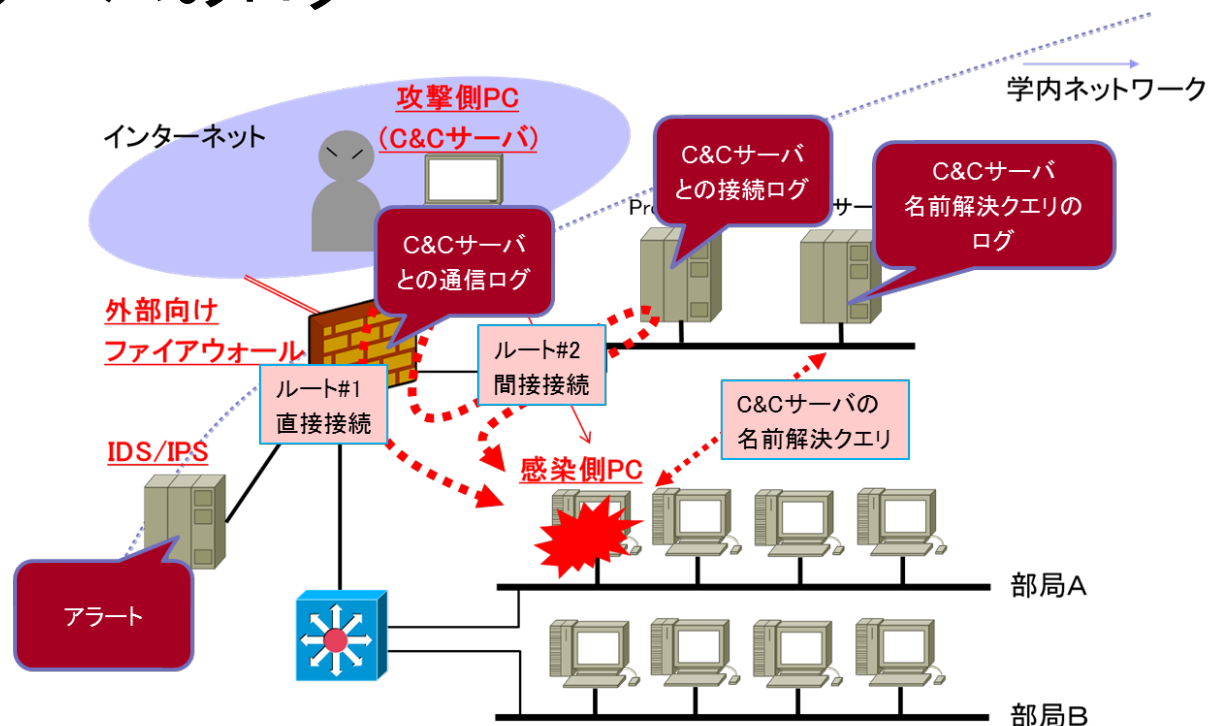 学内ネットワーク
インターネット
攻撃側PC
(C&Cサーバ)
C&Cサーバ
との接続ログ
C&Cサーバ
名前解決クエリの
ログ
C&Cサーバ
との通信ログ
外部向け
ファイアウォール
ルート#1
直接接続
ルート#2
間接接続
C&Cサーバの
名前解決クエリ
IDS/IPS
感染側PC
アラート
部局A
部局B